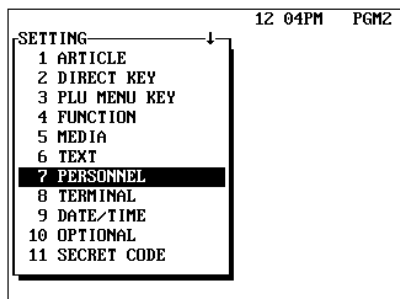 12 04PM PGM2
SETTING
1 ARTICLE
2 DIRECT KEY
3 PLU MENU KEY
4 FUNCTION
5 MEDIA
6 TEXT
7 PERSONNEL
8 TERMINAL
9 DATE/TIME
10 OPTIONAL
11 SECRET CODE